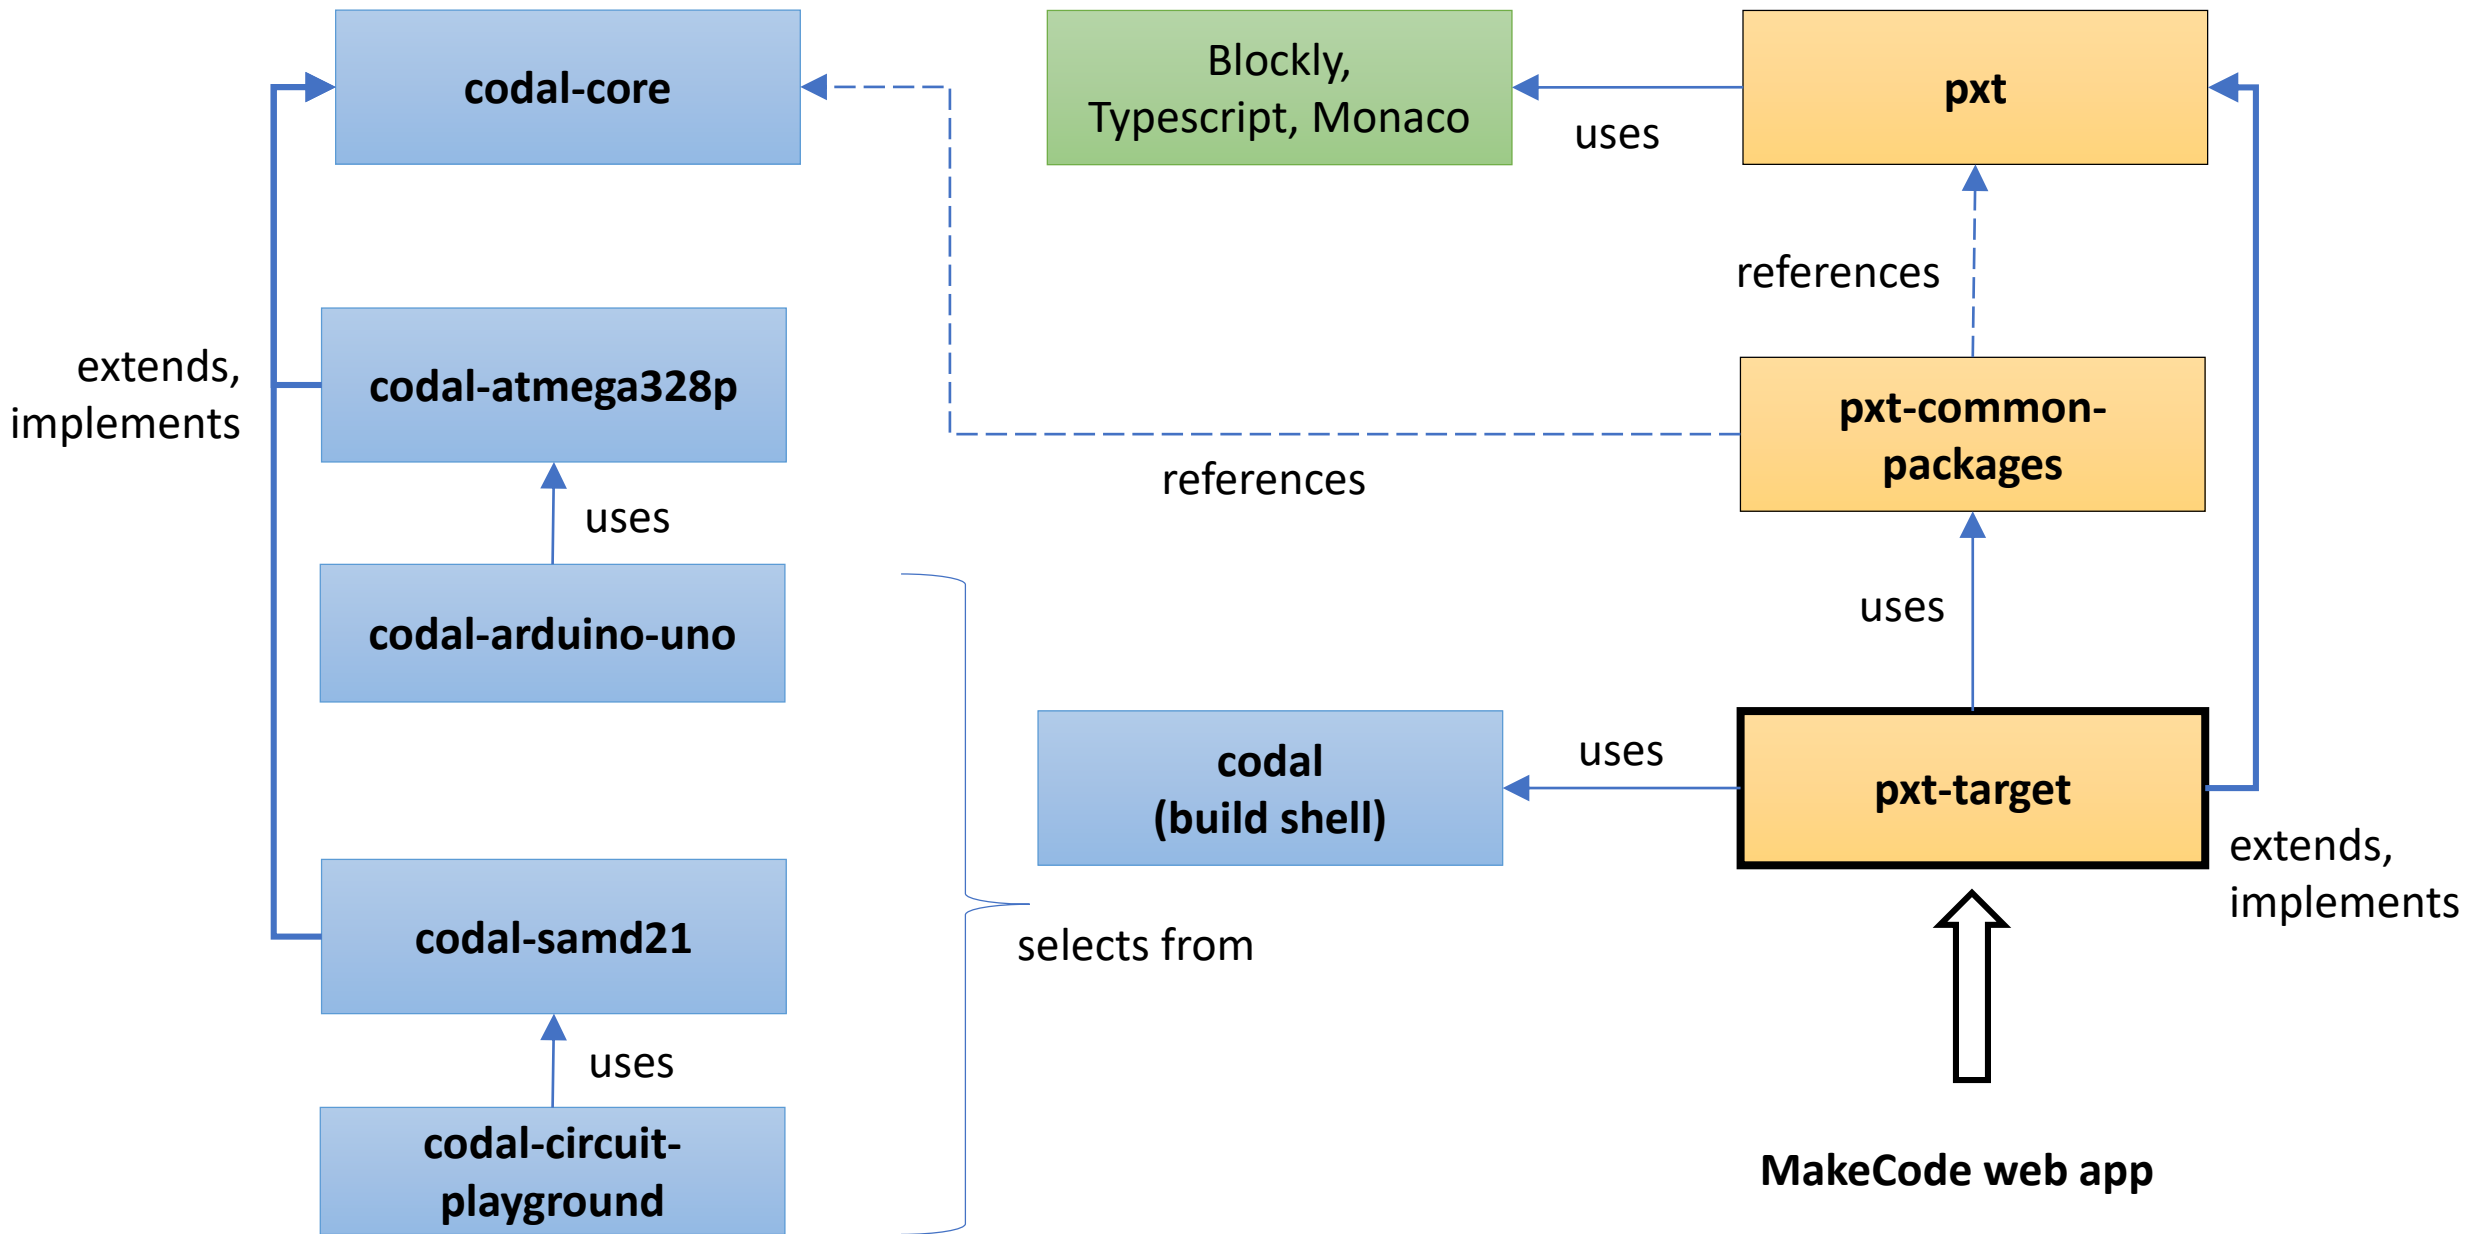 codal-core
Blockly,
Typescript, Monaco
uses
pxt
references
extends,
implements
codal-atmega328p
pxt-common-
packages
references
uses
codal-arduino-uno
uses
codal
(build shell)
uses
pxt-target
extends,
implements
codal-samd21
selects from
uses
codal-circuit-
playground
MakeCode web app